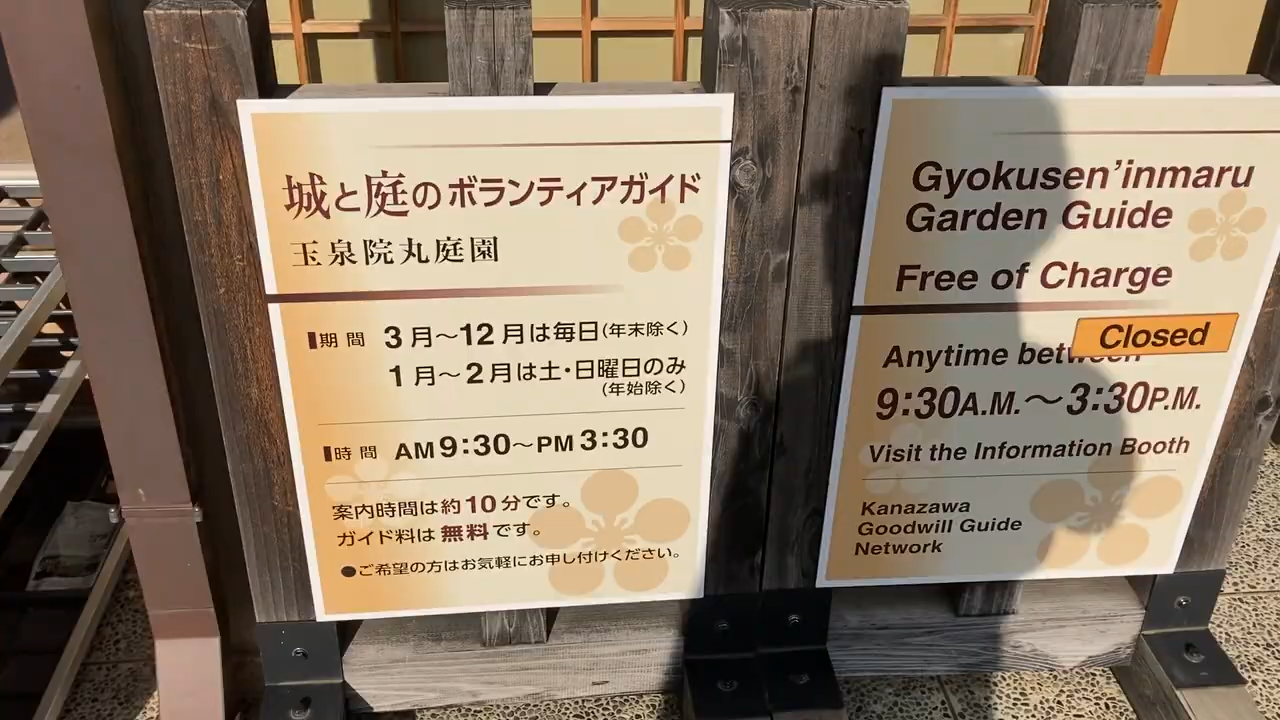 城と庭のボランティアガイド
玉泉院丸庭園
期間 3月～12月は毎日(年末除く)
1月～2月は土・日曜日のみ
(年始除く)
時間 AM9:30～PM3:30
案内時間は約10分です。
ガイド料は無料です。
●ご希望の方はお気軽にお申し付けください。
Gyokusen'inmaru
Garden Guide
Free of Charge
Closed
Anytime between
9:30A.M.～3:30P.M.
Visit the Information Booth
Kanazawa
Goodwill Guide
Network